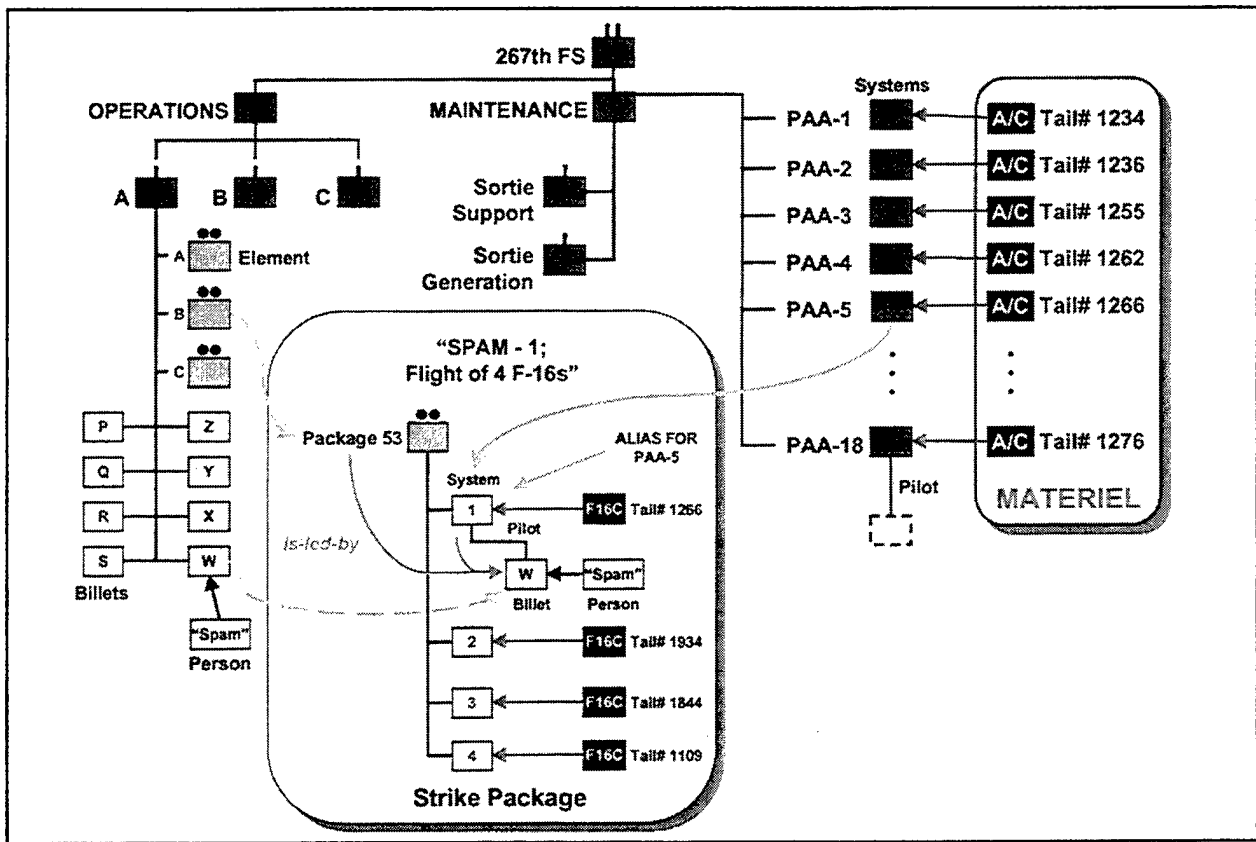 267th FS
OPERATIONS
MAINTENANCE
Systems
PAA-1
A/C Tail# 1234
PAA-2
A/C Tail# 1236
PAA-3
A/C Tail# 1255
PAA-4
A/C Tail# 1262
PAA-5
A/C Tail# 1266
PAA-18
A/C Tail# 1276
Pilot
MATERIEL
A
B
C
Sortie
Support
Sortie
Generation
A
Element
B
C
P
Z
Q
Y
R
X
S
W
Billets
"Spam"
Person
"SPAM - 1;
Flight of 4 F-16s"
Package 53
ALIAS FOR
PAA-5
System
1
F16C Tail# 1266
Pilot
is-led-by
W
"Spam"
Billet
Person
2
F16C Tail# 1934
3
F16C Tail# 1844
4
F16C Tail# 1109
Strike Package